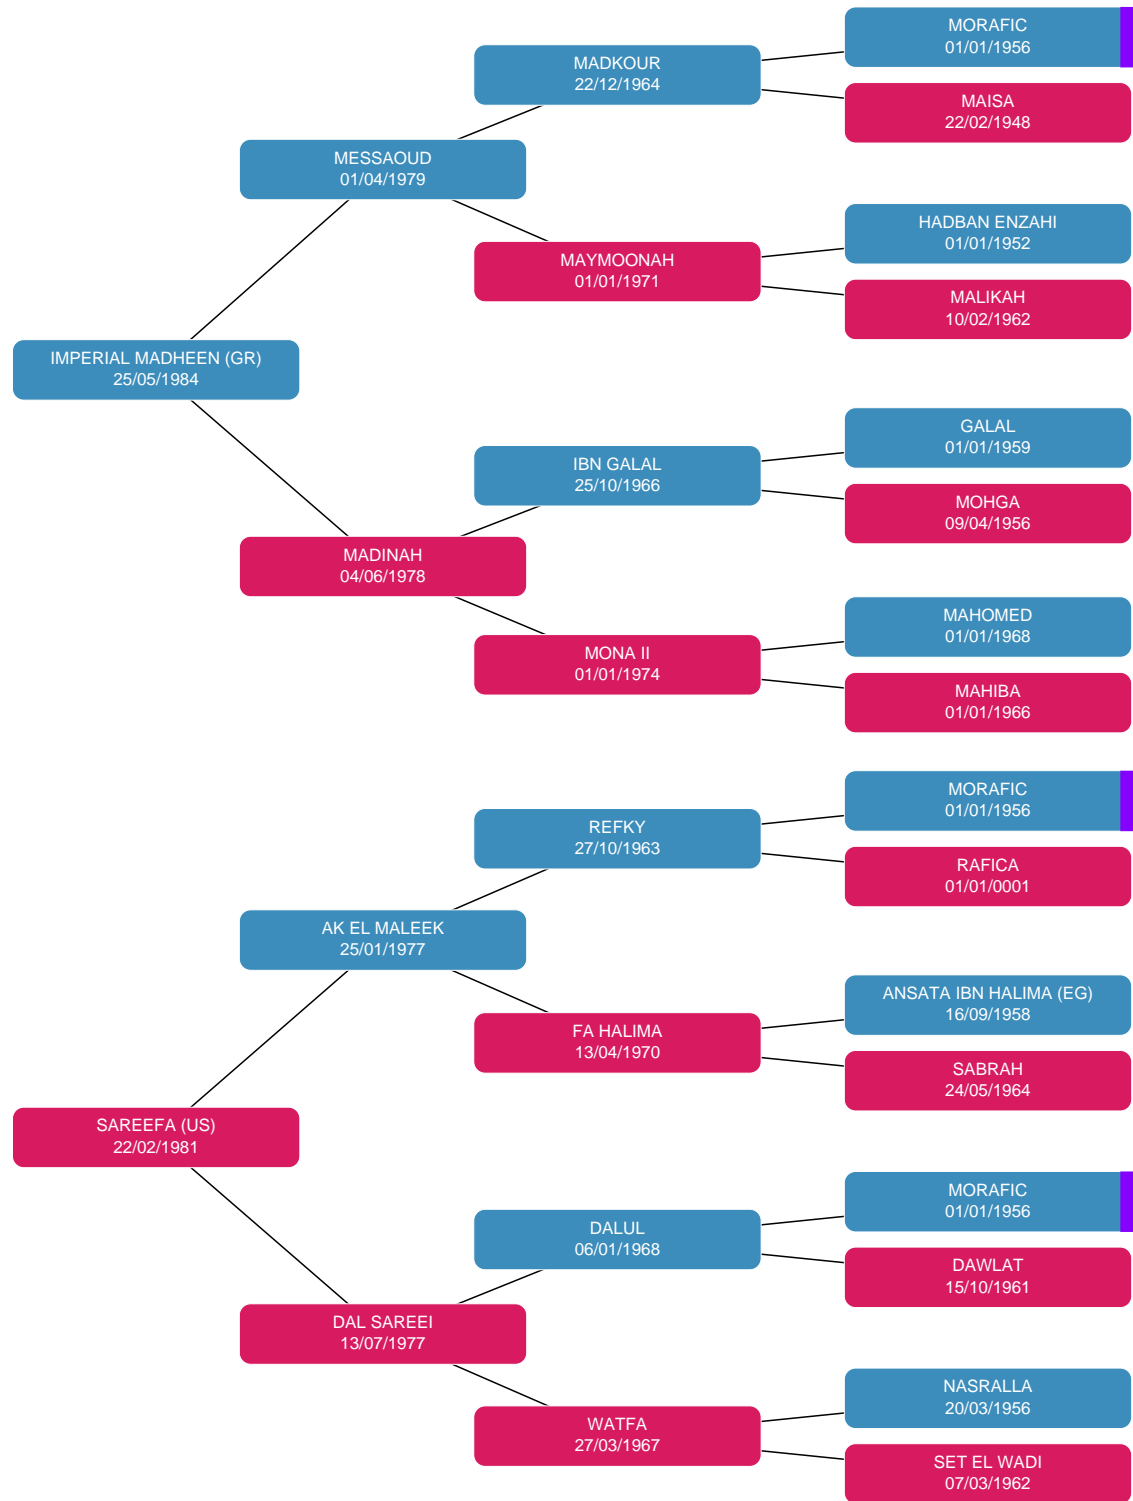 MORAFIC
01/01/1956
MADKOUR
22/12/1964
MAISA
22/02/1948
MESSAOUD
01/04/1979
HADBAN ENZAHI
01/01/1952
MAYMOONAH
01/01/1971
MALIKAH
10/02/1962
IMPERIAL MADHEEN (GR)
25/05/1984
GALAL
01/01/1959
IBN GALAL
25/10/1966
MOHGA
09/04/1956
MADINAH
04/06/1978
MAHOMED
01/01/1968
MONA II
01/01/1974
MAHIBA
01/01/1966
MORAFIC
01/01/1956
REFKY
27/10/1963
RAFICA
01/01/0001
AK EL MALEEK
25/01/1977
ANSATA IBN HALIMA (EG)
16/09/1958
FA HALIMA
13/04/1970
SABRAH
24/05/1964
SAREEFA (US)
22/02/1981
MORAFIC
01/01/1956
DALUL
06/01/1968
DAWLAT
15/10/1961
DAL SAREEI
13/07/1977
NASRALLA
20/03/1956
WATFA
27/03/1967
SET EL WADI
07/03/1962